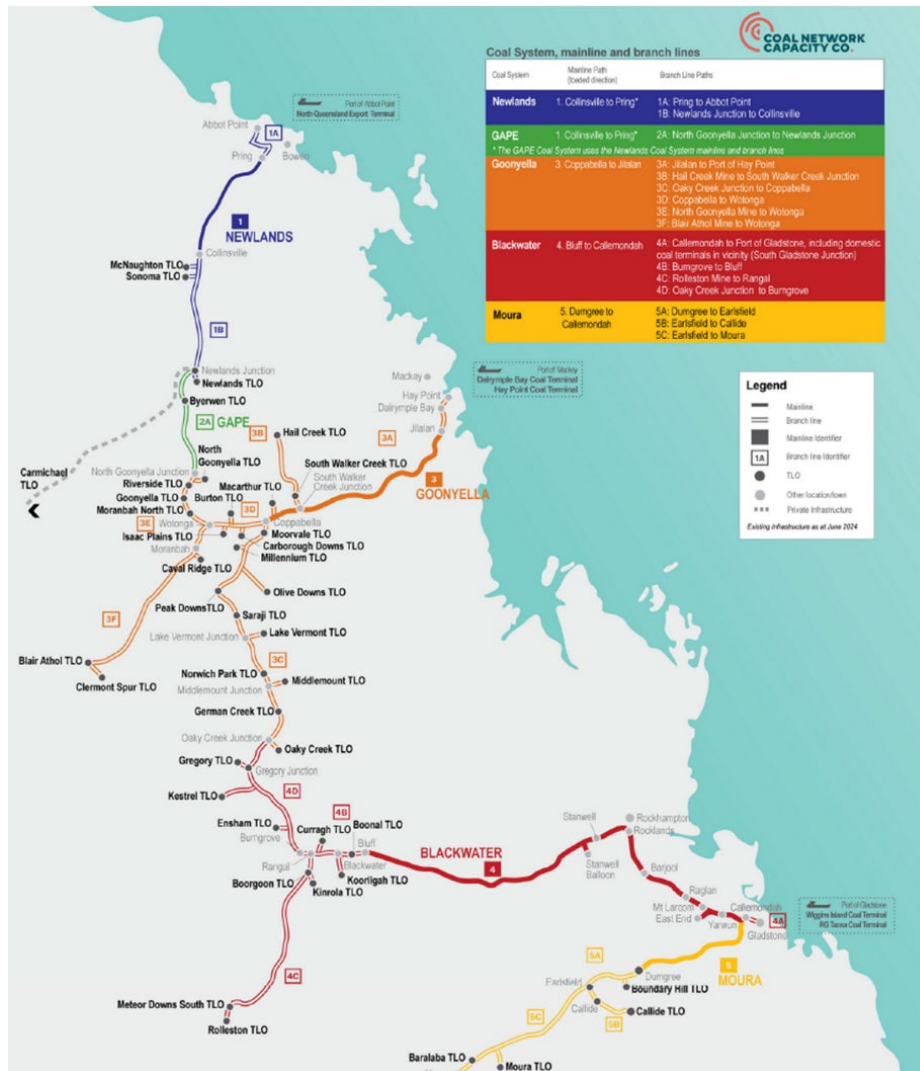 COAL NETWORK
CAPACITY CO.
Coal System, mainline and branch lines
Coal System
Mainline Path
(loaded direction)
Branch Line Paths
Newlands
1. Collinsville to Pring*
1A: Pring to Abbot Point
1B: Newlands Junction to Collinsville
GAPE
1. Collinsville to Pring*
2A: North Goonyella Junction to Newlands Junction
* The GAPE Coal System uses the Newlands Coal System mainline and branch lines
Goonyella
3. Coppabella to Jilalan
3A: Jilalan to Port of Hay Point
3B: Hail Creek Mine to South Walker Creek Junction
3C: Oaky Creek Junction to Coppabella
3D: Coppabella to Wotonga
3E: North Goonyella Mine to Wotonga
3F: Blair Athol Mine to Wotonga
Blackwater
4. Bluff to Callemondah
4A: Callemondah to Port of Gladstone, including domestic
coal terminals in vicinity (South Gladstone Junction)
4B: Burngrove to Bluff
4C: Rolleston Mine to Rangal
4D: Oaky Creek Junction to Burngrove
Moura
5. Dumgree to
Callemondah
5A: Dumgree to Earlsfield
5B: Earlsfield to Callide
5C: Earlsfield to Moura
Port of Abbot Point
North Queensland Export Terminal
Abbot Point
1A
Bowen
Pring
1
NEWLANDS
Collinsville
McNaughton TLO
Sonoma TLO
1B
Newlands Junction
Newlands TLO
Byerwen TLO
2A
GAPE
Port of Mackay
Dalrymple Bay Coal Terminal
Hay Point Coal Terminal
Mackay
Hay Point
Dalrymple Bay
Jilalan
3A
3B
Hail Creek TLO
North
Goonyella TLO
South Walker Creek TLO
Carmichael
TLO
North Goonyella Junction
Riverside TLO
Macarthur TLO
South Walker
Creek Junction
3
GOONYELLA
Goonyella TLO
Burton TLO
Moranbah North TLO
3D
3E
Wotonga
Coppabella
Isaac Plains TLO
Moorvale TLO
Moranbah
Carborough Downs TLO
Millennium TLO
Caval Ridge TLO
Olive Downs TLO
Peak DownsTLO
Saraji TLO
3F
Lake Vermont Junction
Lake Vermont TLO
3C
Blair Athol TLO
Norwich Park TLO
Clermont Spur TLO
Middlemount TLO
Middlemount Junction
German Creek TLO
Oaky Creek Junction
Oaky Creek TLO
Gregory TLO
Gregory Junction
Kestrel TLO
4D
4B
Ensham TLO
Curragh TLO
Boonal TLO
Burngrove
Bluff
Rangal
Blackwater
Boorgoon TLO
Koorilgah TLO
Kinrola TLO
BLACKWATER
4
Stanwell
Rockhampton
Rocklands
Stanwell
Balloon
Barjool
Raglan
Mt Larcom
East End
Callemondah
4A
Yarwun
Gladstone
Port of Gladstone
Wiggins Island Coal Terminal
RG Tanna Coal Terminal
4C
Meteor Downs South TLO
Rolleston TLO
5A
Dumgree
5
MOURA
Earlsfield
Boundary Hill TLO
Callide
Callide TLO
5B
5C
Baralaba TLO
Moura TLO
Legend
Mainline
Branch line
Mainline Identifier
1A
Branch line Identifier
TLO
Other location/town
Private Infrastructure
Existing infrastructure as at June 2024